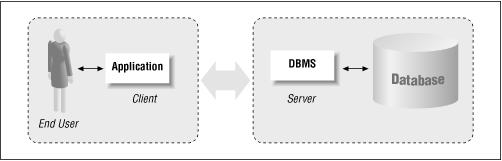 Application
Client
End User
DBMS
Server
Database